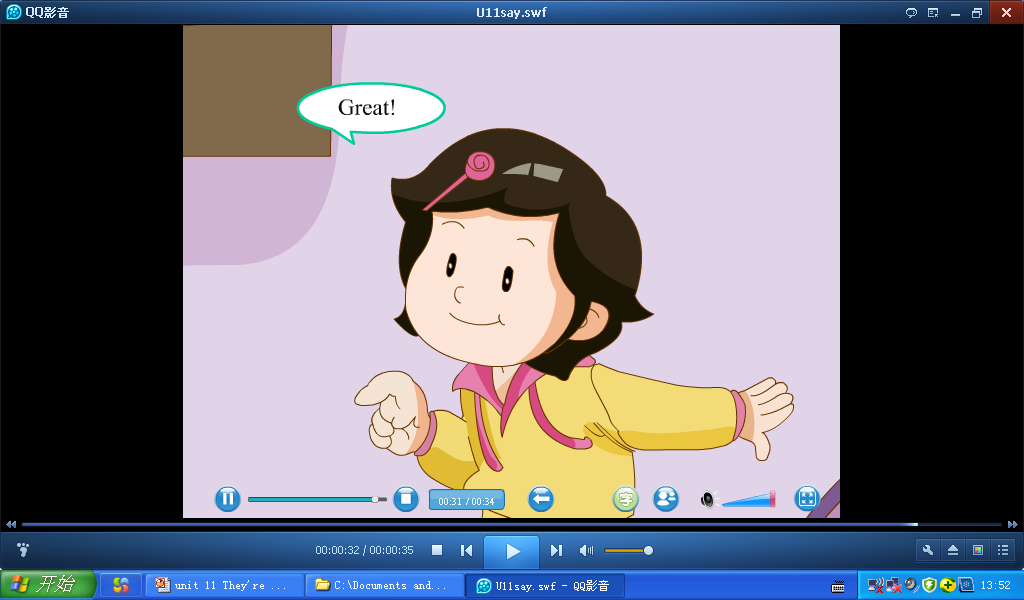 QQ影音
U11say.swf
Great!
00:31 / 00:34
字
00:00:32 / 00:00:35
开始
unit 11 They're ...
C:\Documents and...
U11say.swf - QQ影音
13:52